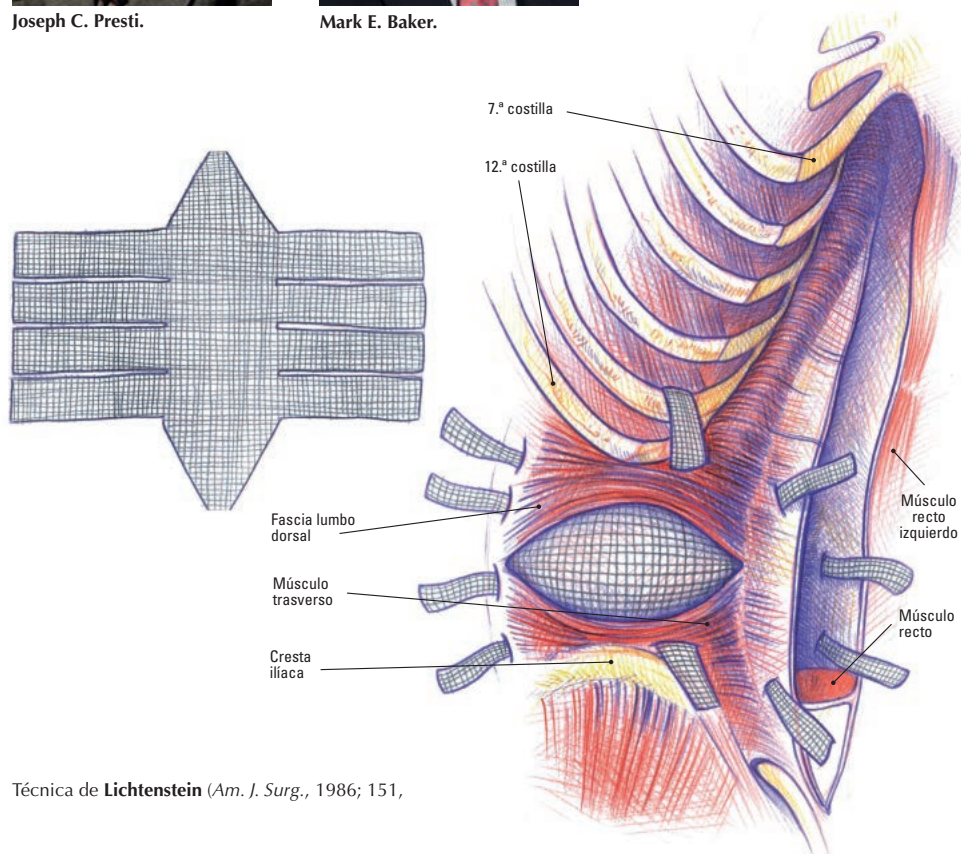 Joseph C. Presti.
Mark E. Baker.
7.ª costilla
12.ª costilla
Fascia lumbo
dorsal
Músculo
trasverso
Cresta
ilíaca
Músculo
recto
izquierdo
Músculo
recto
Técnica de Lichtenstein (Am. J. Surg., 1986; 151,